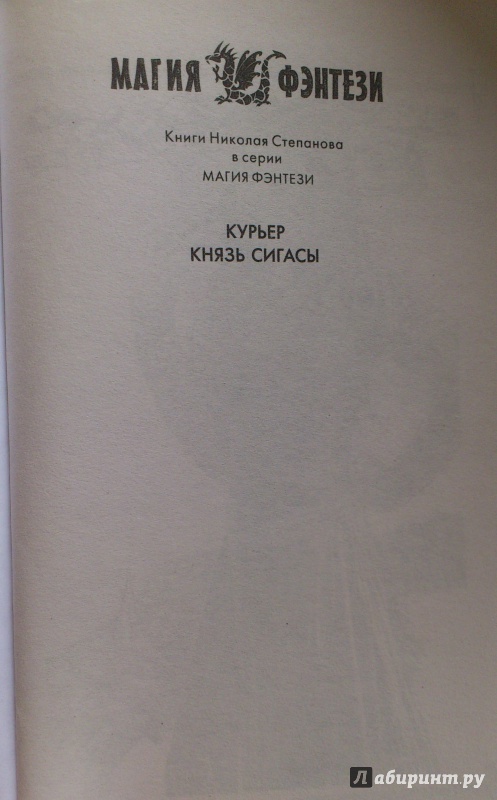 МАГИЯ ФЭНТЕЗИ
Книги Николая Степанова
в серии
МАГИЯ ФЭНТЕЗИ
КУРЬЕР
КНЯЗЬ СИГАСЫ
Лабиринт.ру